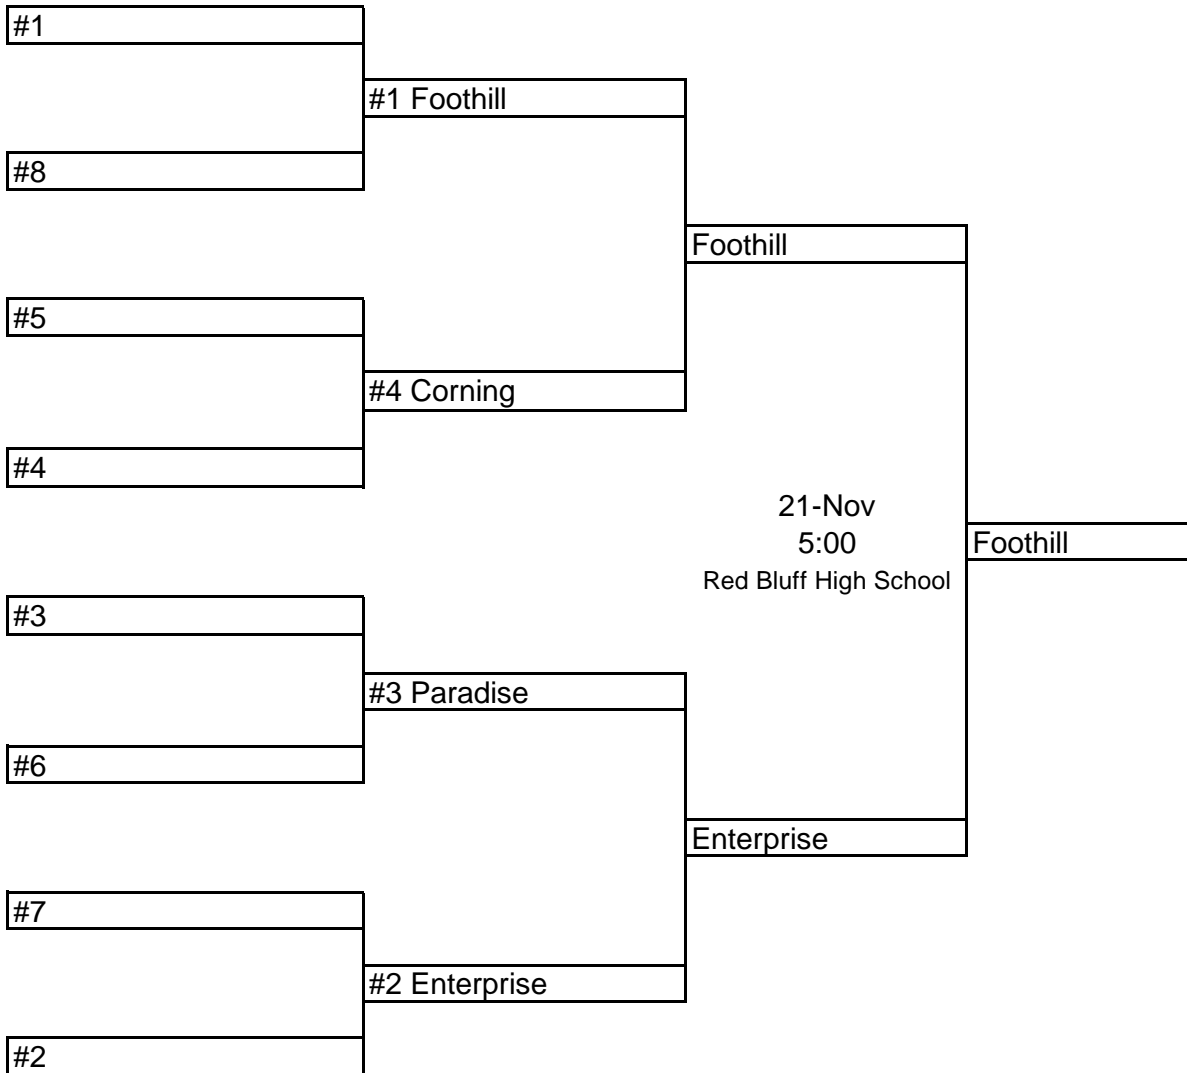 #1
#1 Foothill
#8
Foothill
#5
#4 Corning
#4
21-Nov
5:00
Foothill
Red Bluff High School
#3
#3 Paradise
#6
Enterprise
#7
#2 Enterprise
#2